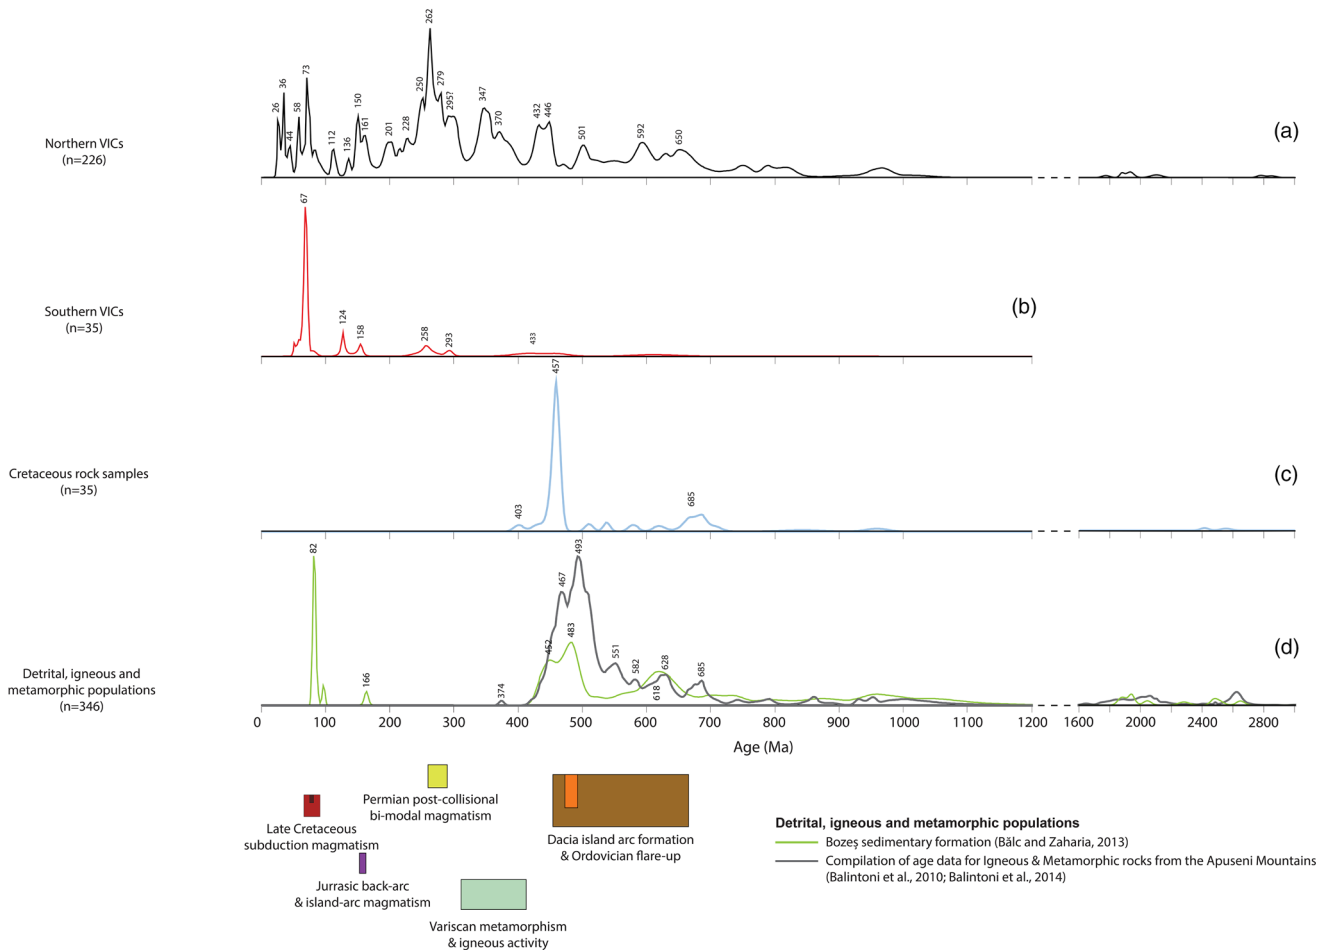 Northern VICs
(n=226)
26
36
44
58
73
112
136
150
161
201
228
250
262
279
295?
347
370
432
446
501
592
650
(a)
Southern VICs
(n=35)
67
124
158
258
293
433
(b)
Cretaceous rock samples
(n=35)
403
457
685
(c)
Detrital, igneous and
metamorphic populations
(n=346)
82
166
374
452
467
483
493
551
582
618
628
685
(d)
0 100 200 300 400 500 600 700 800 900 1000 1100 1200 1600 2000 2400 2800
Age (Ma)
Permian post-collisional
bi-modal magmatism
Late Cretaceous
subduction magmatism
Jurrasic back-arc
& island-arc magmatism
Variscan metamorphism
& igneous activity
Dacia island arc formation
& Ordovician flare-up
Detrital, igneous and metamorphic populations
Bozeș sedimentary formation (Bălc and Zaharia, 2013)
Compilation of age data for Igneous & Metamorphic rocks from the Apuseni Mountains
(Balintoni et al., 2010; Balintoni et al., 2014)